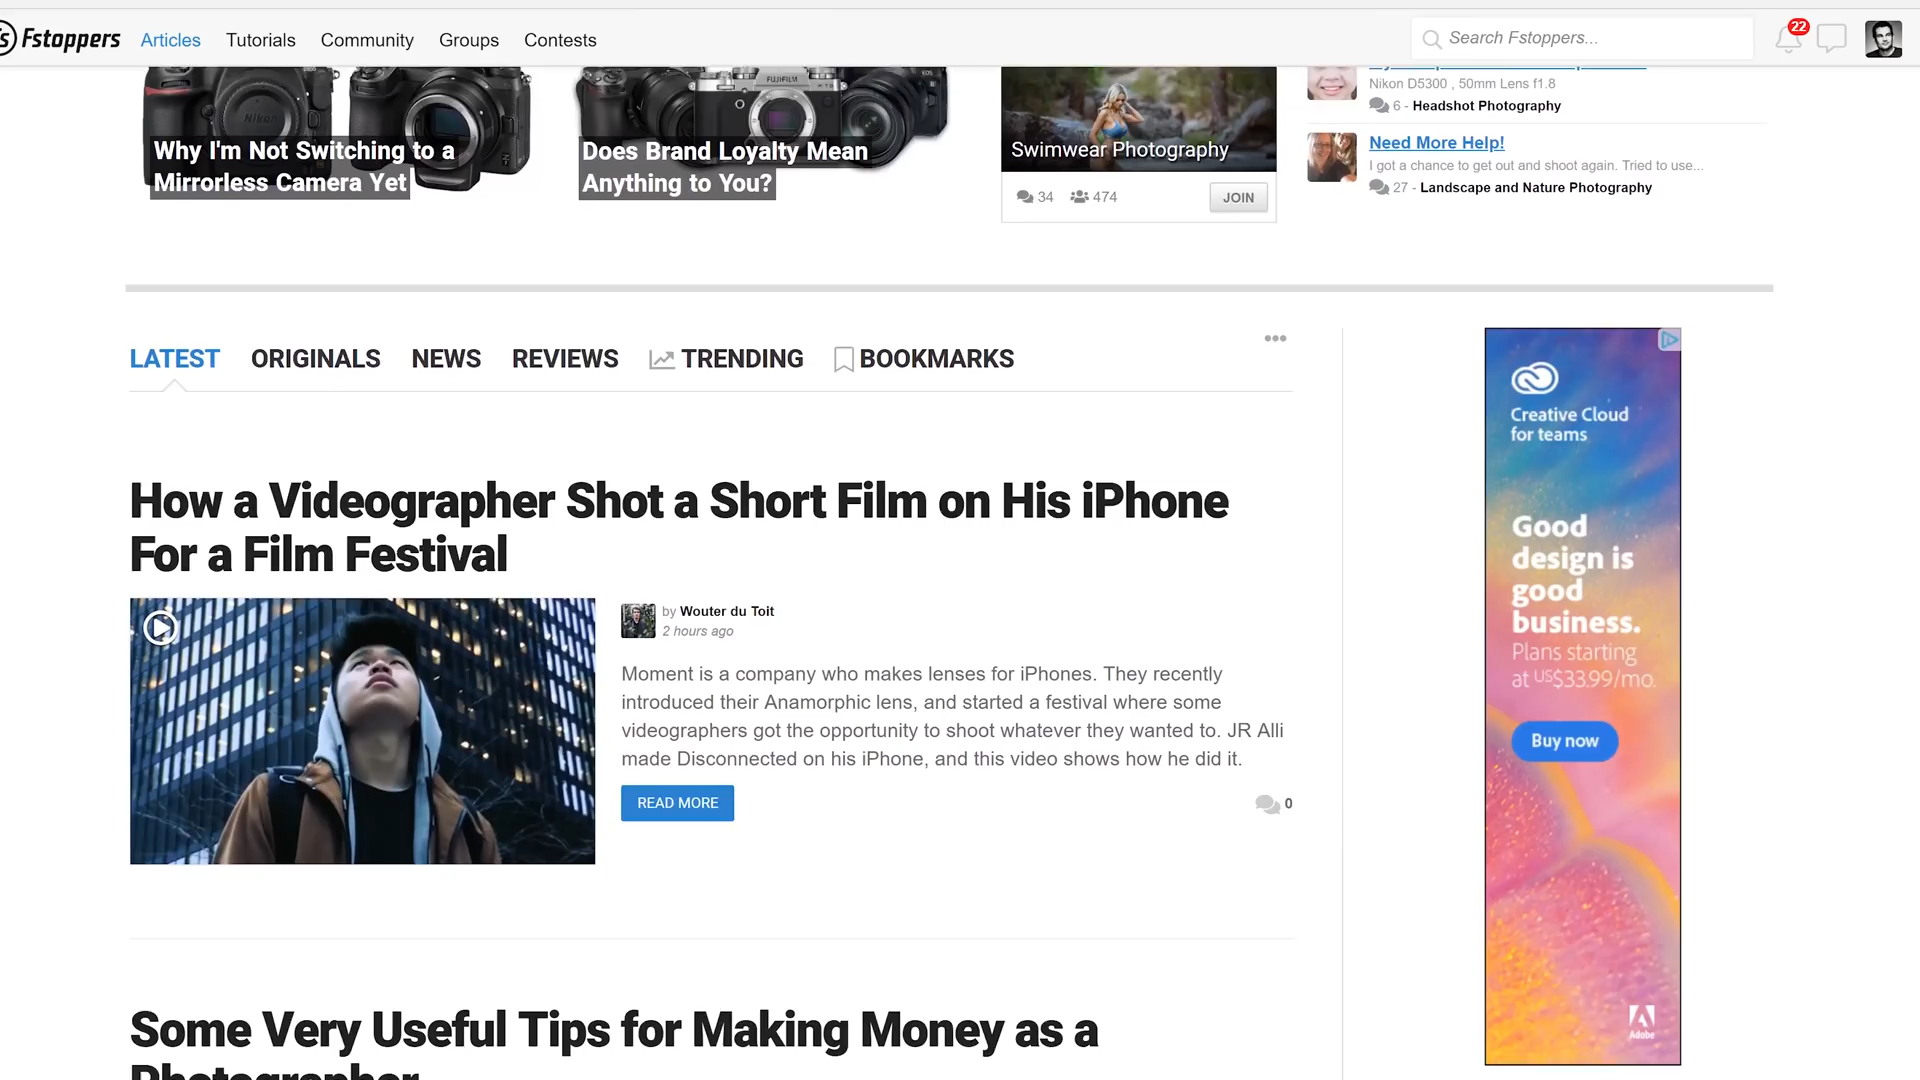 Fstoppers
Articles
Tutorials
Community
Groups
Contests
Search Fstoppers...
22
Nikon
FUJIFILM
Why I'm Not Switching to a
Mirrorless Camera Yet
Does Brand Loyalty Mean
Anything to You?
Swimwear Photography
34
474
JOIN
Nikon D5300 , 50mm Lens f1.8
6 - Headshot Photography
Need More Help!
I got a chance to get out and shoot again. Tried to use...
27 - Landscape and Nature Photography
LATEST
ORIGINALS
NEWS
REVIEWS
TRENDING
BOOKMARKS
How a Videographer Shot a Short Film on His iPhone
For a Film Festival
by Wouter du Toit
2 hours ago
Moment is a company who makes lenses for iPhones. They recently
introduced their Anamorphic lens, and started a festival where some
videographers got the opportunity to shoot whatever they wanted to. JR Alli
made Disconnected on his iPhone, and this video shows how he did it.
READ MORE
0
Some Very Useful Tips for Making Money as a
Photographer
Creative Cloud
for teams
Good
design is
good
business.
Plans starting
at US$33.99/mo.
Buy now
Adobe